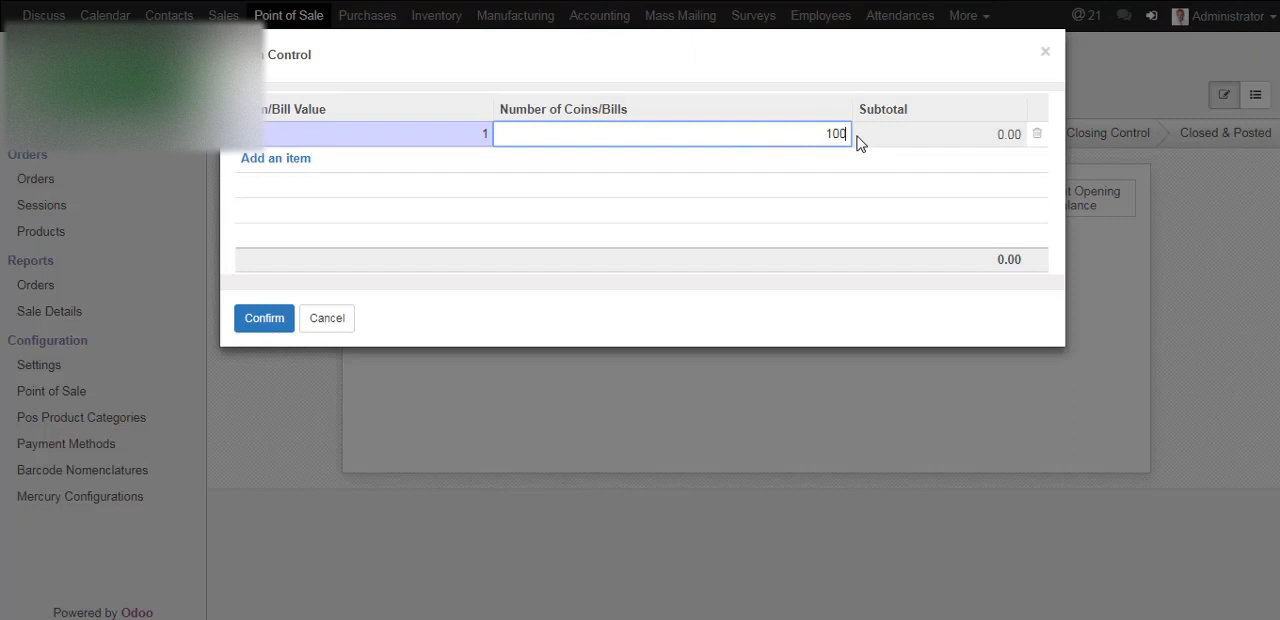 Discuss Calendar Contacts Sales Point of Sale Purchases Inventory Manufacturing Accounting Mass Mailing Surveys Employees Attendances More @ 21 Administrator
Control ×
/Bill Value Number of Coins/Bills Subtotal
1 100 0.00
Add an item
0.00
Confirm Cancel
Closing Control Closed & Posted
Opening
Orders
Orders
Sessions
Products
Reports
Orders
Sale Details
Configuration
Settings
Point of Sale
Pos Product Categories
Payment Methods
Barcode Nomenclatures
Mercury Configurations
Powered by Odoo